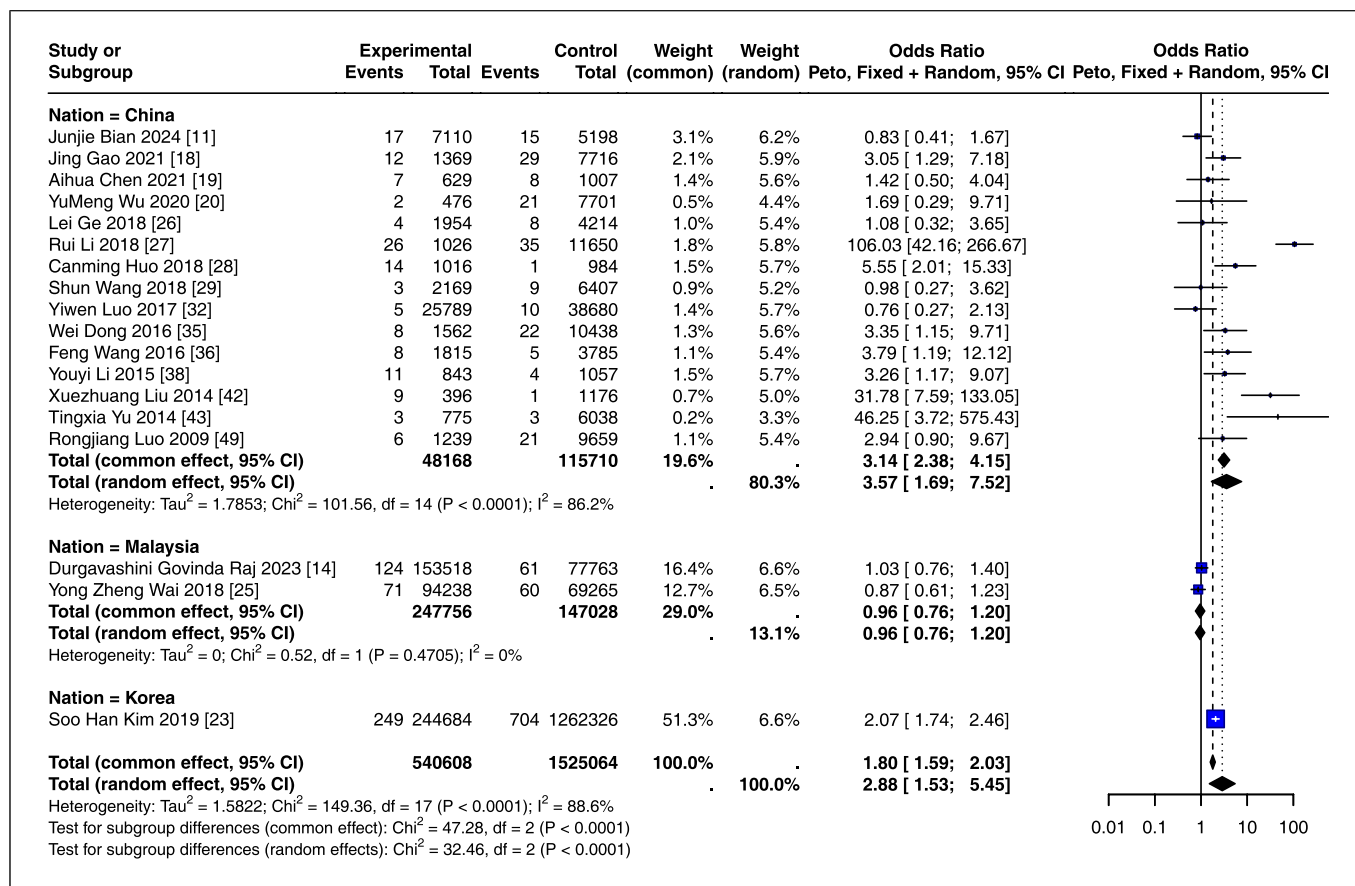 Study or Experimental Control Weight Weight Odds Ratio Odds Ratio
Subgroup Events Total Events Total (common) (random) Peto, Fixed + Random, 95% CI Peto, Fixed + Random, 95% CI
Nation = China
Junjie Bian 2024 [11] 17 7110 15 5198 3.1% 6.2% 0.83 [ 0.41; 1.67]
Jing Gao 2021 [18] 12 1369 29 7716 2.1% 5.9% 3.05 [ 1.29; 7.18]
Aihua Chen 2021 [19] 7 629 8 1007 1.4% 5.6% 1.42 [ 0.50; 4.04]
YuMeng Wu 2020 [20] 2 476 21 7701 0.5% 4.4% 1.69 [ 0.29; 9.71]
Lei Ge 2018 [26] 4 1954 8 4214 1.0% 5.4% 1.08 [ 0.32; 3.65]
Rui Li 2018 [27] 26 1026 35 11650 1.8% 5.8% 106.03 [42.16; 266.67]
Canming Huo 2018 [28] 14 1016 1 984 1.5% 5.7% 5.55 [ 2.01; 15.33]
Shun Wang 2018 [29] 3 2169 9 6407 0.9% 5.2% 0.98 [ 0.27; 3.62]
Yiwen Luo 2017 [32] 5 25789 10 38680 1.4% 5.7% 0.76 [ 0.27; 2.13]
Wei Dong 2016 [35] 8 1562 22 10438 1.3% 5.7% 3.35 [ 1.15; 9.71]
Feng Wang 2016 [36] 8 1815 5 3785 1.1% 5.4% 3.79 [ 1.19; 12.12]
Youyi Li 2015 [38] 11 843 4 1057 1.5% 5.7% 3.26 [ 1.17; 9.07]
Xuezhuang Liu 2014 [42] 9 396 1 1176 0.7% 5.0% 31.78 [ 7.59; 133.05]
Tingxia Yu 2014 [43] 3 775 3 6038 0.2% 3.3% 46.25 [ 3.72; 575.43]
Rongjiang Luo 2009 [49] 6 1239 21 9659 1.1% 5.4% 2.94 [ 0.90; 9.67]
Total (common effect, 95% CI) 48168 115710 19.6% . 3.14 [ 2.38; 4.15]
Total (random effect, 95% CI) . 80.3% 3.57 [ 1.69; 7.52]
Heterogeneity: Tau² = 1.7853; Chi² = 101.56, df = 14 (P < 0.0001); I² = 86.2%
Nation = Malaysia
Durgavashini Govinda Raj 2023 [14] 124 153518 61 77763 16.4% 6.6% 1.03 [ 0.76; 1.40]
Yong Zheng Wai 2018 [25] 71 94238 60 69265 12.7% 6.5% 0.87 [ 0.61; 1.23]
Total (common effect, 95% CI) 247756 147028 29.0% . 0.96 [ 0.76; 1.20]
Total (random effect, 95% CI) . 13.1% 0.96 [ 0.76; 1.20]
Heterogeneity: Tau² = 0; Chi² = 0.52, df = 1 (P = 0.4705); I² = 0%
Nation = Korea
Soo Han Kim 2019 [23] 249 244684 704 1262326 51.3% 6.6% 2.07 [ 1.74; 2.46]
Total (common effect, 95% CI) 540608 1525064 100.0% . 1.80 [ 1.59; 2.03]
Total (random effect, 95% CI) . 100.0% 2.88 [ 1.53; 5.45]
Heterogeneity: Tau² = 1.5822; Chi² = 149.36, df = 17 (P < 0.0001); I² = 88.6%
Test for subgroup differences (common effect): Chi² = 47.28, df = 2 (P < 0.0001)
Test for subgroup differences (random effects): Chi² = 32.46, df = 2 (P < 0.0001)
0.01 0.1 1 10 100